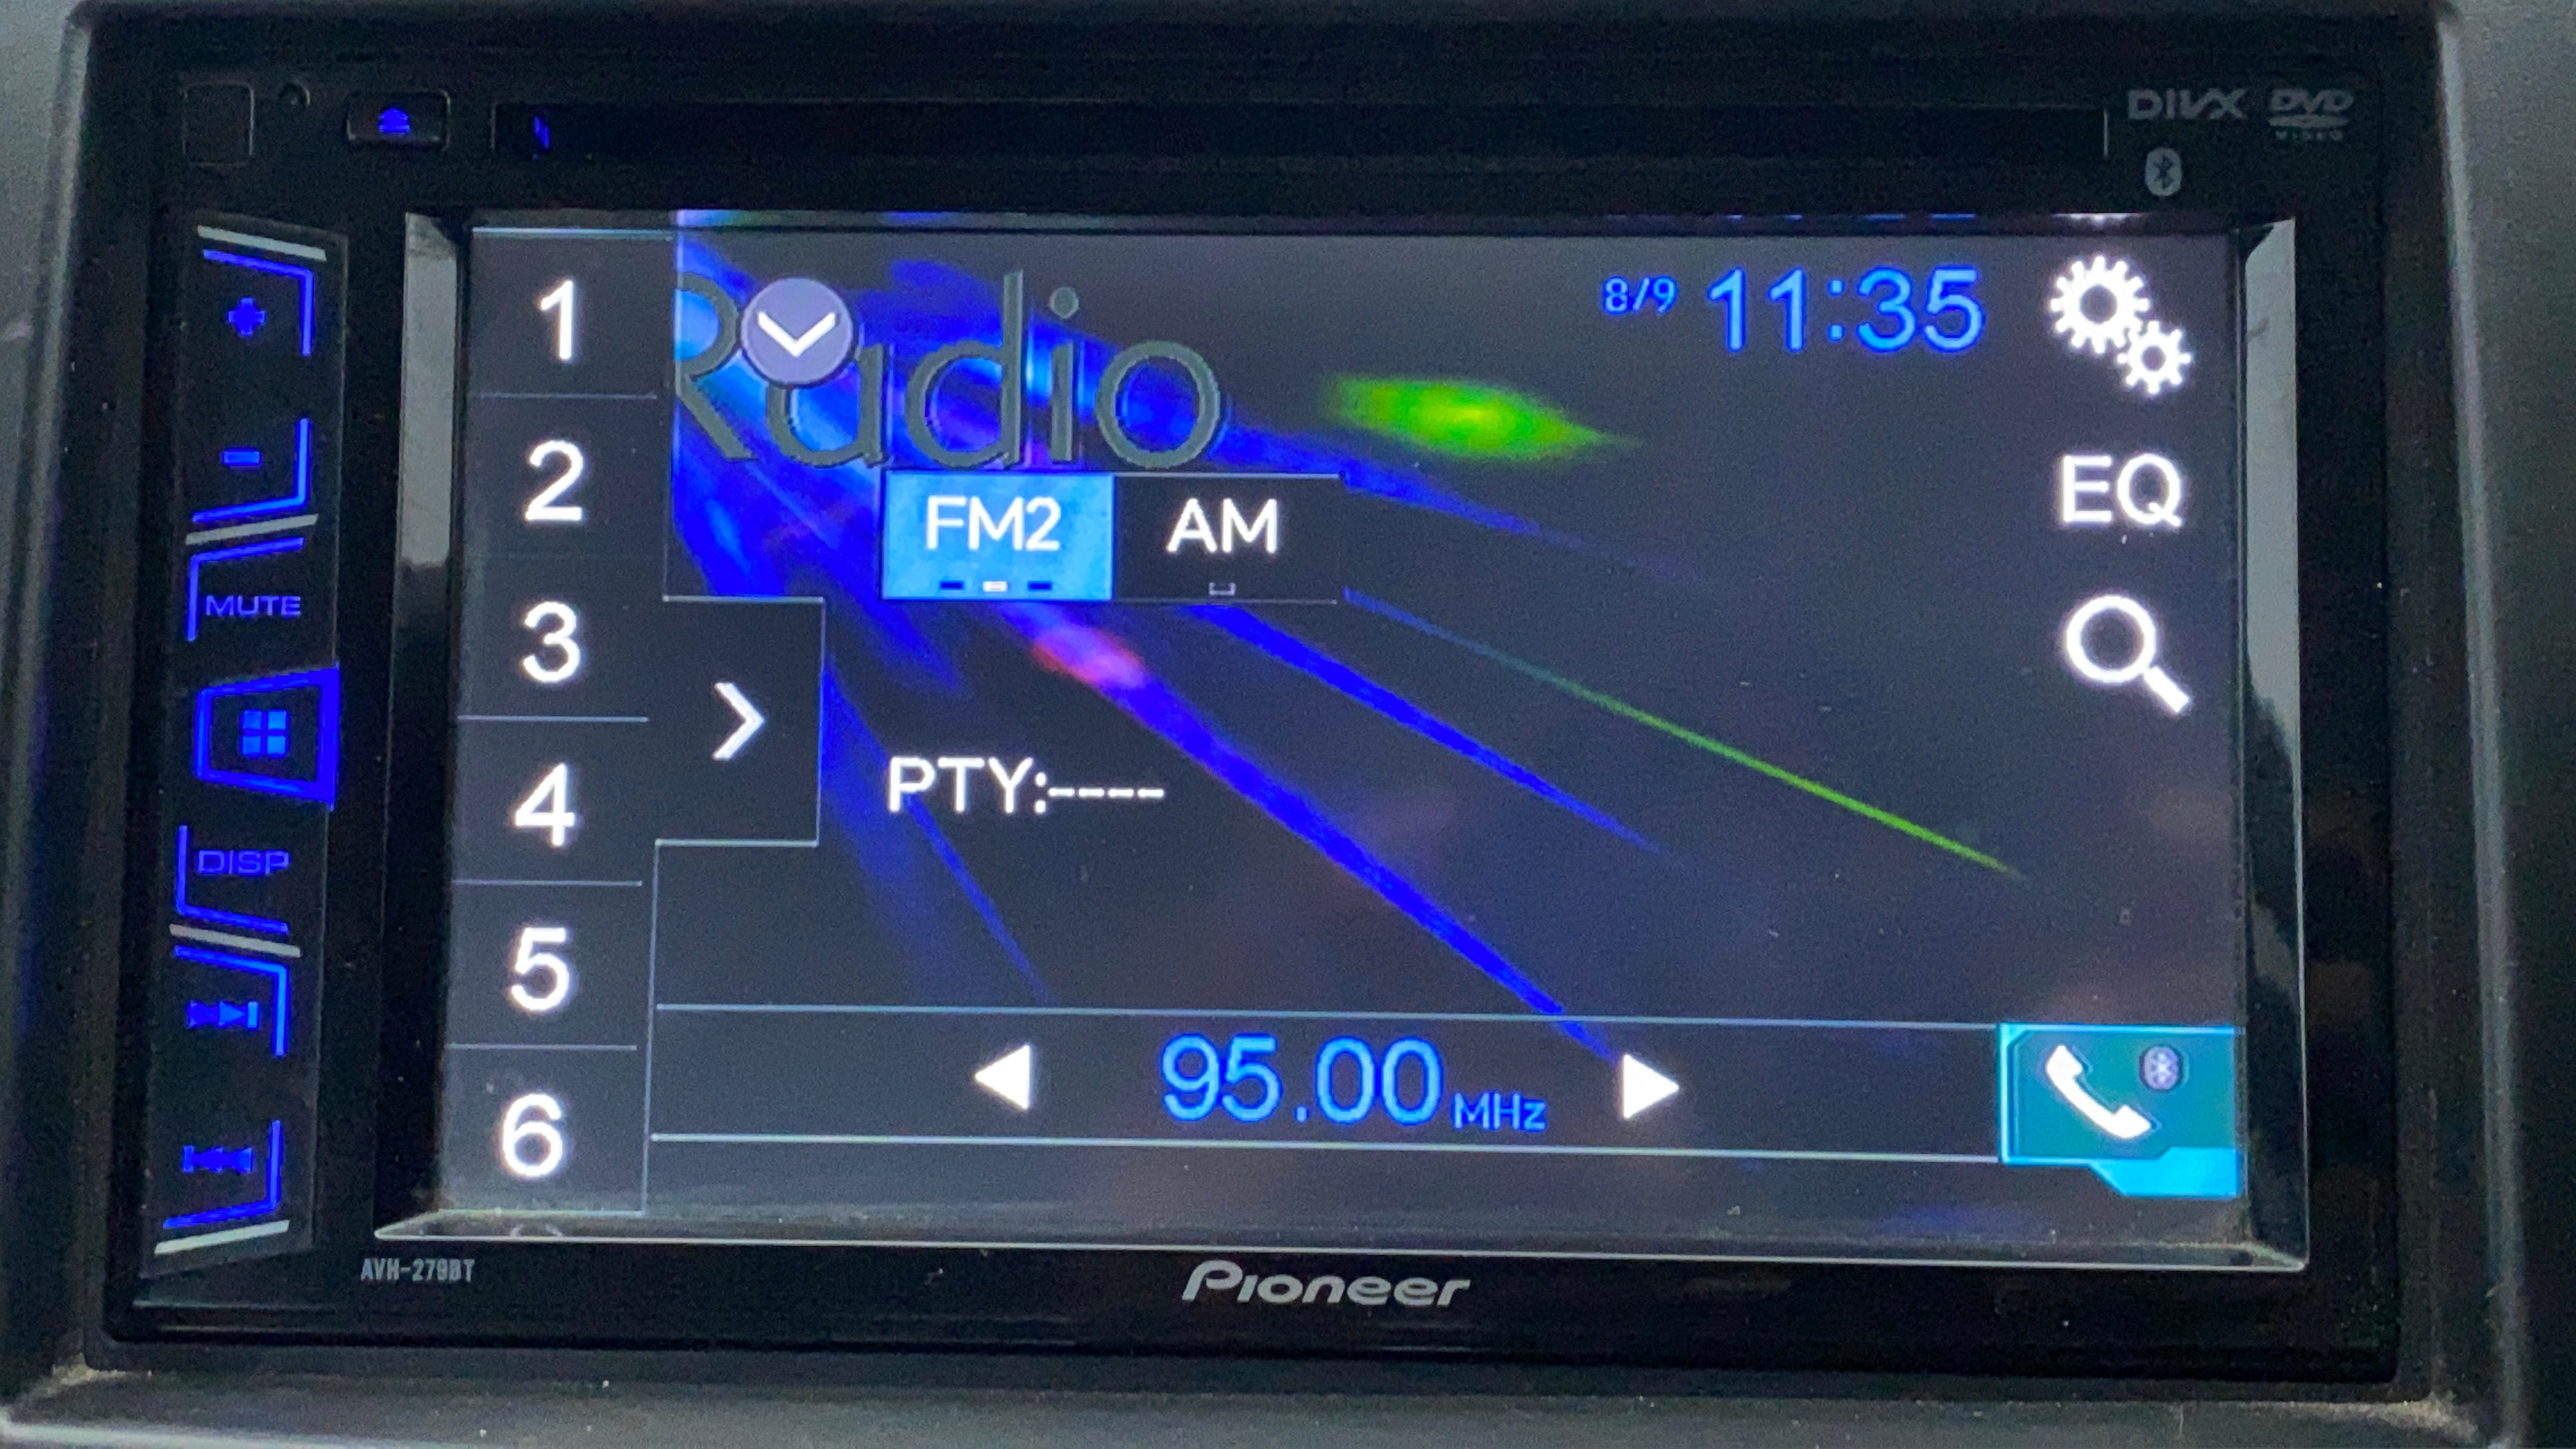 DIVX DVD
VIDEO
1
Radio
8/9 11:35
2
FM2 AM
EQ
MUTE
3
4
PTY:----
DISP
5
95.00 MHz
6
AVH-279BT
Pioneer